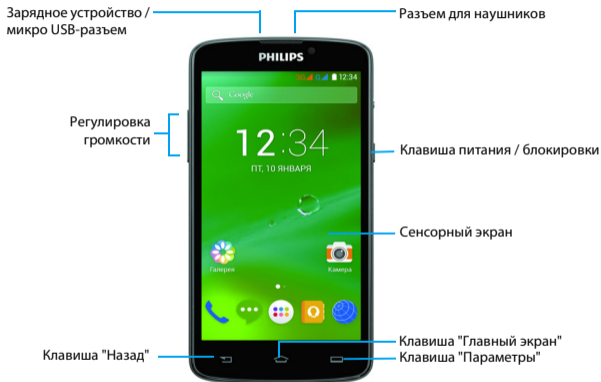 Зарядное устройство /
микро USB-разъем
Разъем для наушников
PHILIPS
12:34
Google
Регулировка
громкости
12:34
ПТ, 10 ЯНВАРЯ
Клавиша питания / блокировки
Сенсорный экран
Галерея
Камера
Клавиша "Назад"
Клавиша "Главный экран"
Клавиша "Параметры"